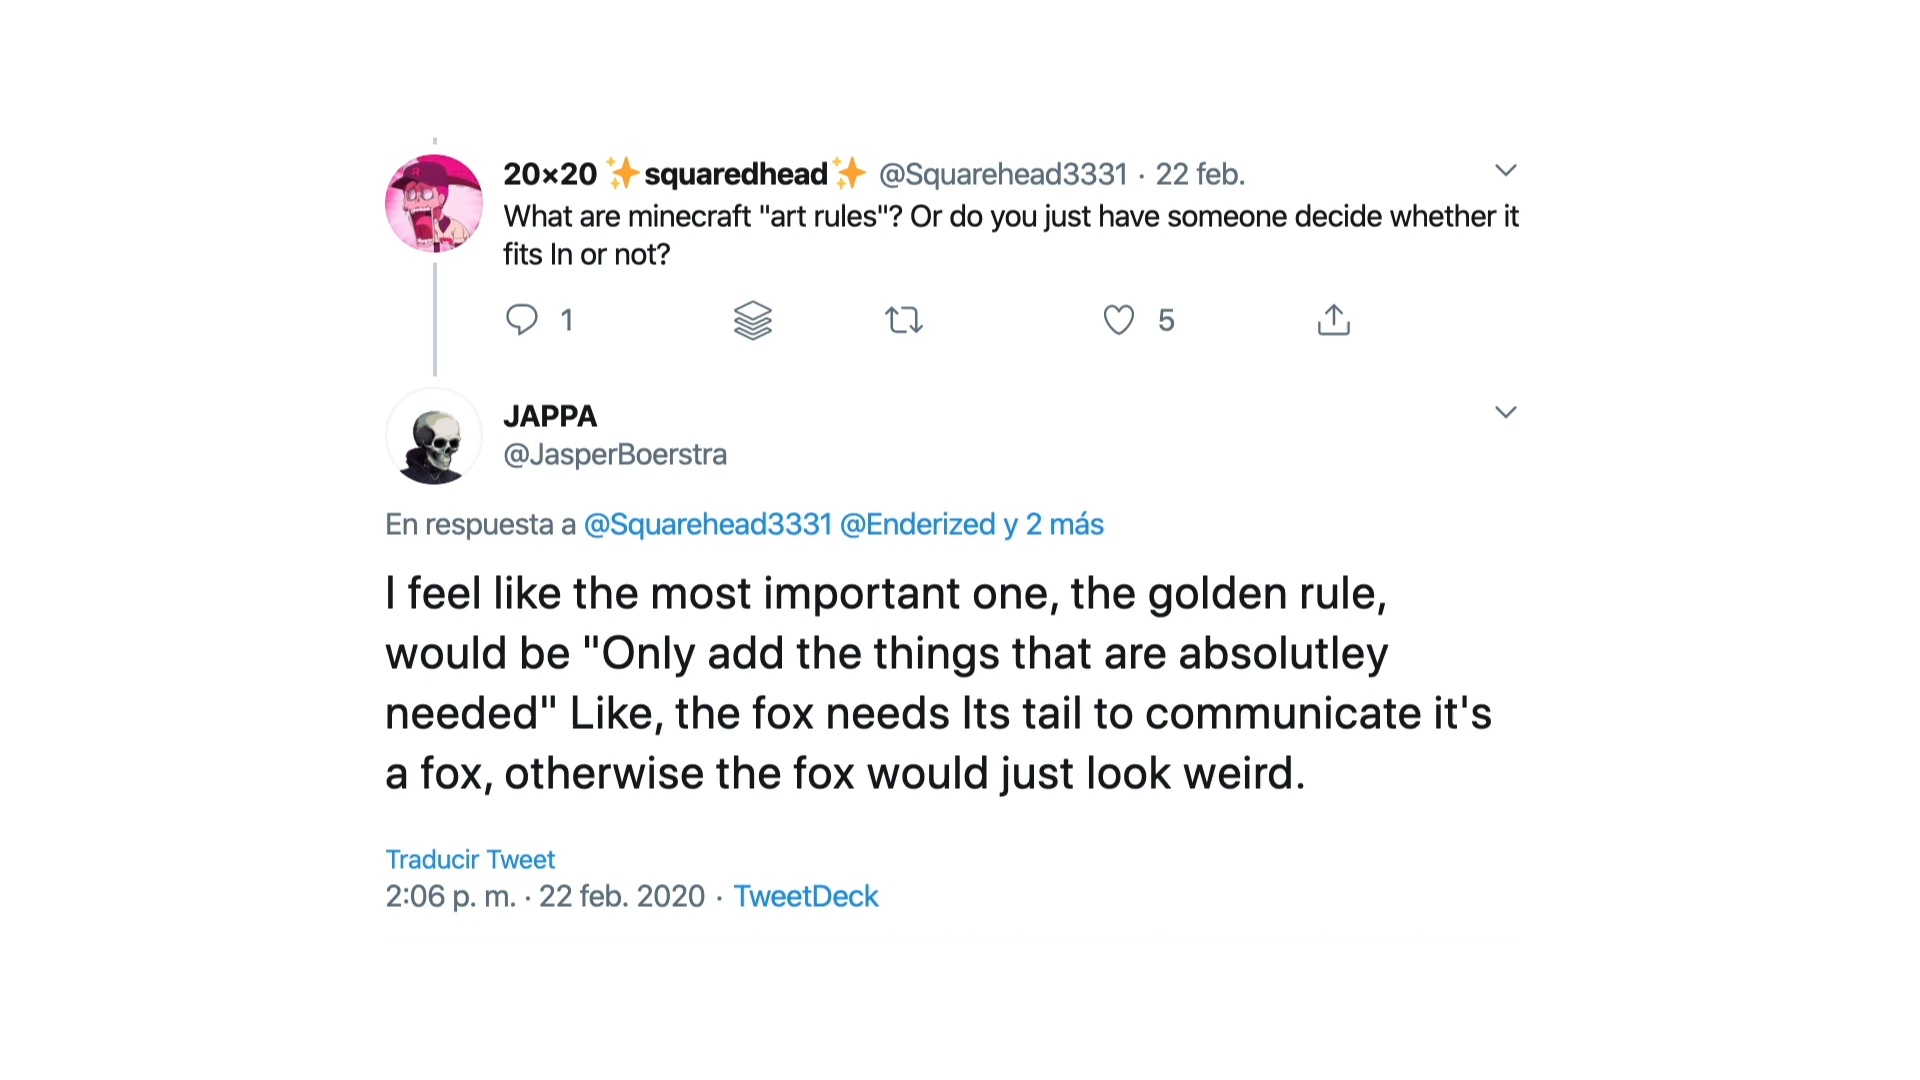 20×20 ✨squaredhead✨ @Squarehead3331 · 22 feb.
What are minecraft "art rules"? Or do you just have someone decide whether it
fits In or not?
1 5
JAPPA
@JasperBoerstra
En respuesta a @Squarehead3331 @Enderized y 2 más
I feel like the most important one, the golden rule,
would be "Only add the things that are absolutley
needed" Like, the fox needs Its tail to communicate it's
a fox, otherwise the fox would just look weird.
Traducir Tweet
2:06 p. m. · 22 feb. 2020 · TweetDeck